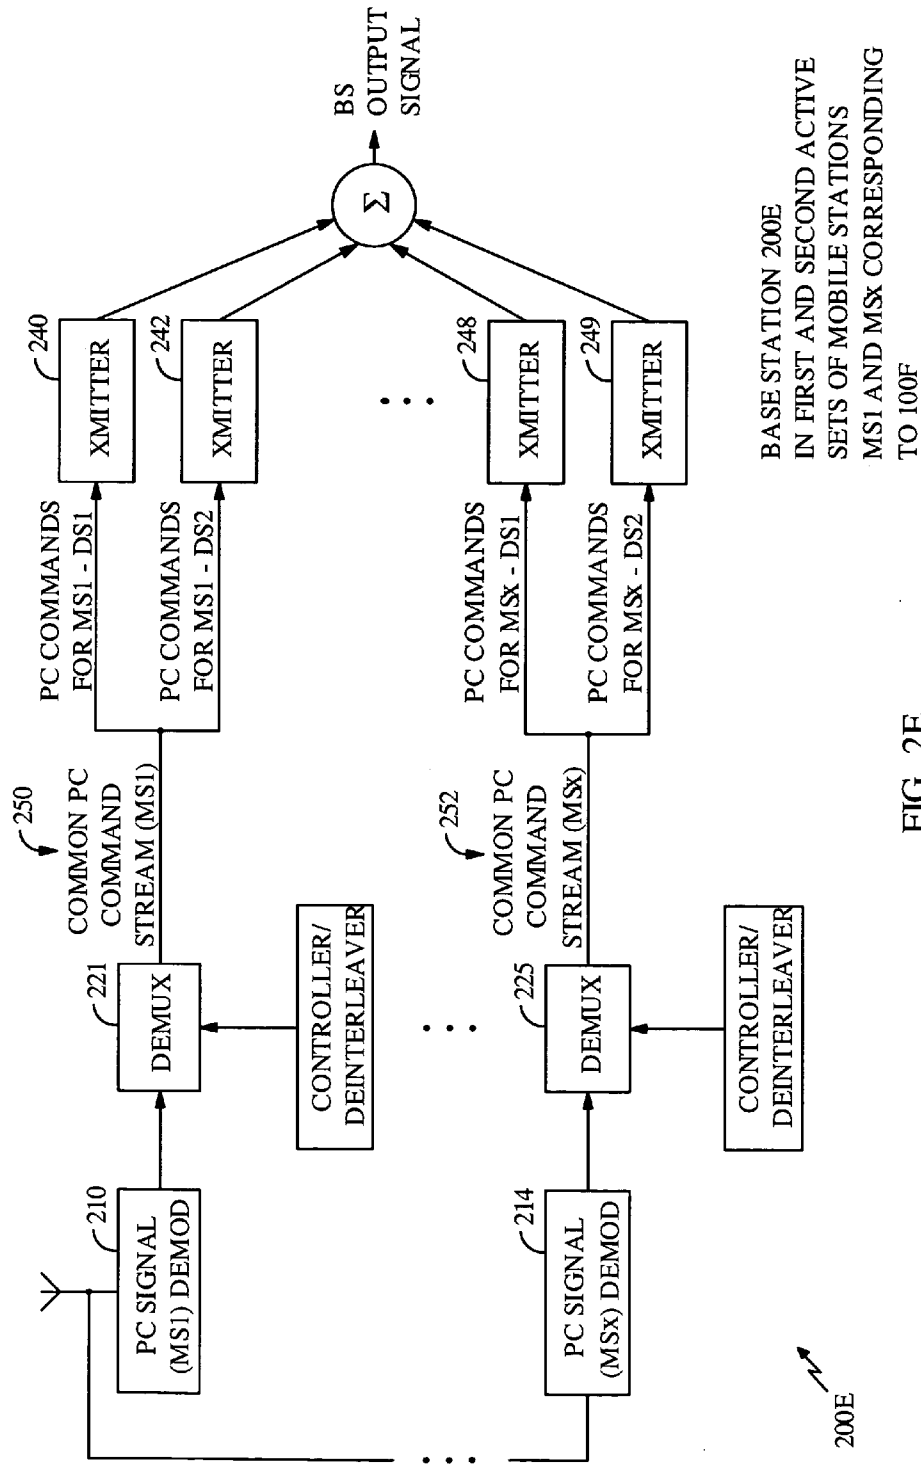 PC SIGNAL
(MS1) DEMOD
210
DEMUX
221
CONTROLLER/
DEINTERLEAVER
250
COMMON PC
COMMAND
STREAM (MS1)
PC COMMANDS
FOR MS1 - DS1
PC COMMANDS
FOR MS1 - DS2
XMITTER
240
XMITTER
242
Σ
BS
OUTPUT
SIGNAL
PC SIGNAL
(MSx) DEMOD
214
DEMUX
225
CONTROLLER/
DEINTERLEAVER
252
COMMON PC
COMMAND
STREAM (MSx)
PC COMMANDS
FOR MSx - DS1
PC COMMANDS
FOR MSx - DS2
XMITTER
248
XMITTER
249
200E
BASE STATION 200E
IN FIRST AND SECOND ACTIVE
SETS OF MOBILE STATIONS
MS1 AND MSx CORRESPONDING
TO 100F
FIG. 2E